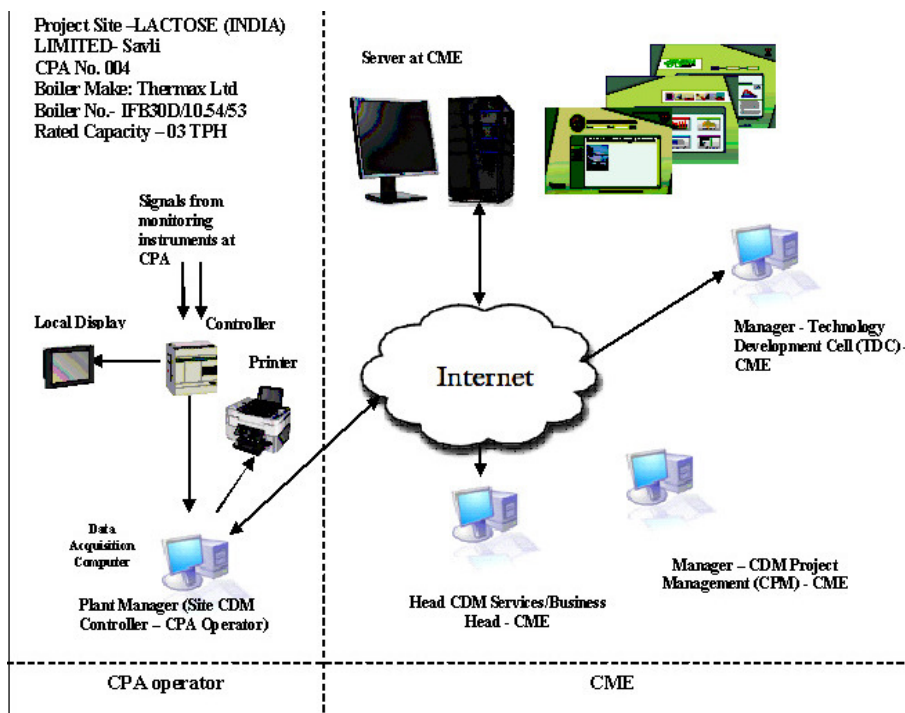 Project Site –LACTOSE (INDIA)
LIMITED- Savli
CPA No. 004
Boiler Make: Thermax Ltd
Boiler No.- IFB30D/10.54/53
Rated Capacity – 03 TPH
Server at CME
Signals from
monitoring
instruments at
CPA
Local Display
Controller
Printer
Internet
Manager - Technology
Development Cell (TDC) -
CME
Data
Acquisition
Computer
Plant Manager (Site CDM
Controller – CPA Operator)
Head CDM Services/Business
Head - CME
Manager – CDM Project
Management (CPM) - CME
CPA operator
CME